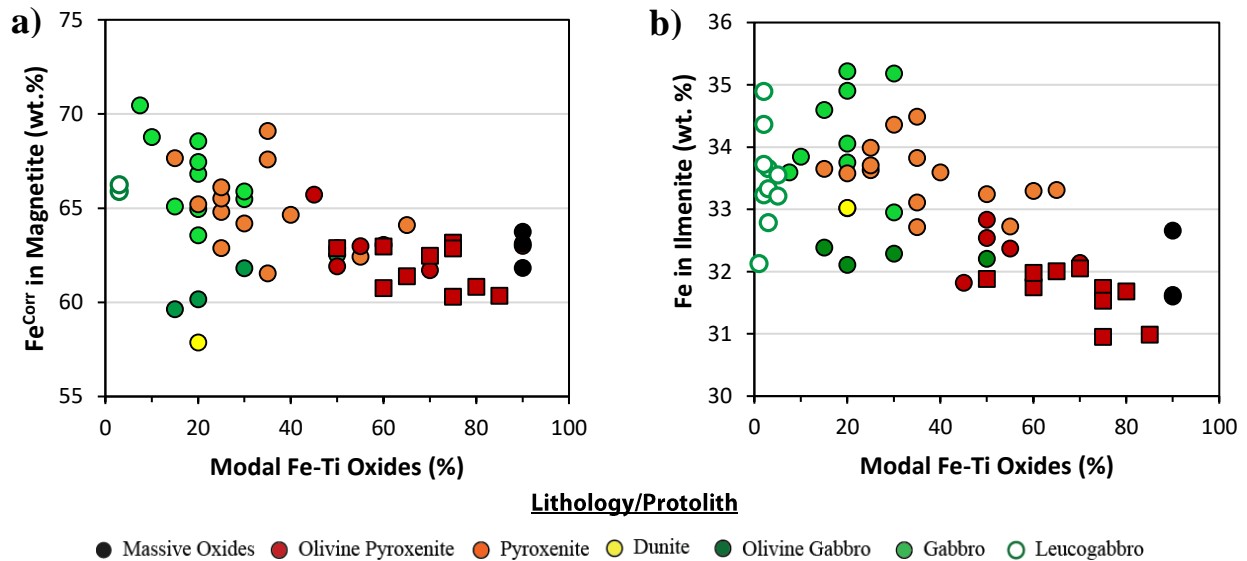 a)
75
70
65
60
55
Fe^Corr in Magnetite (wt.%)
0 20 40 60 80 100
Modal Fe-Ti Oxides (%)
b)
36
35
34
33
32
31
30
Fe in Ilmenite (wt. %)
0 20 40 60 80 100
Modal Fe-Ti Oxides (%)
Lithology/Protolith
Massive Oxides Olivine Pyroxenite Pyroxenite Dunite Olivine Gabbro Gabbro Leucogabbro